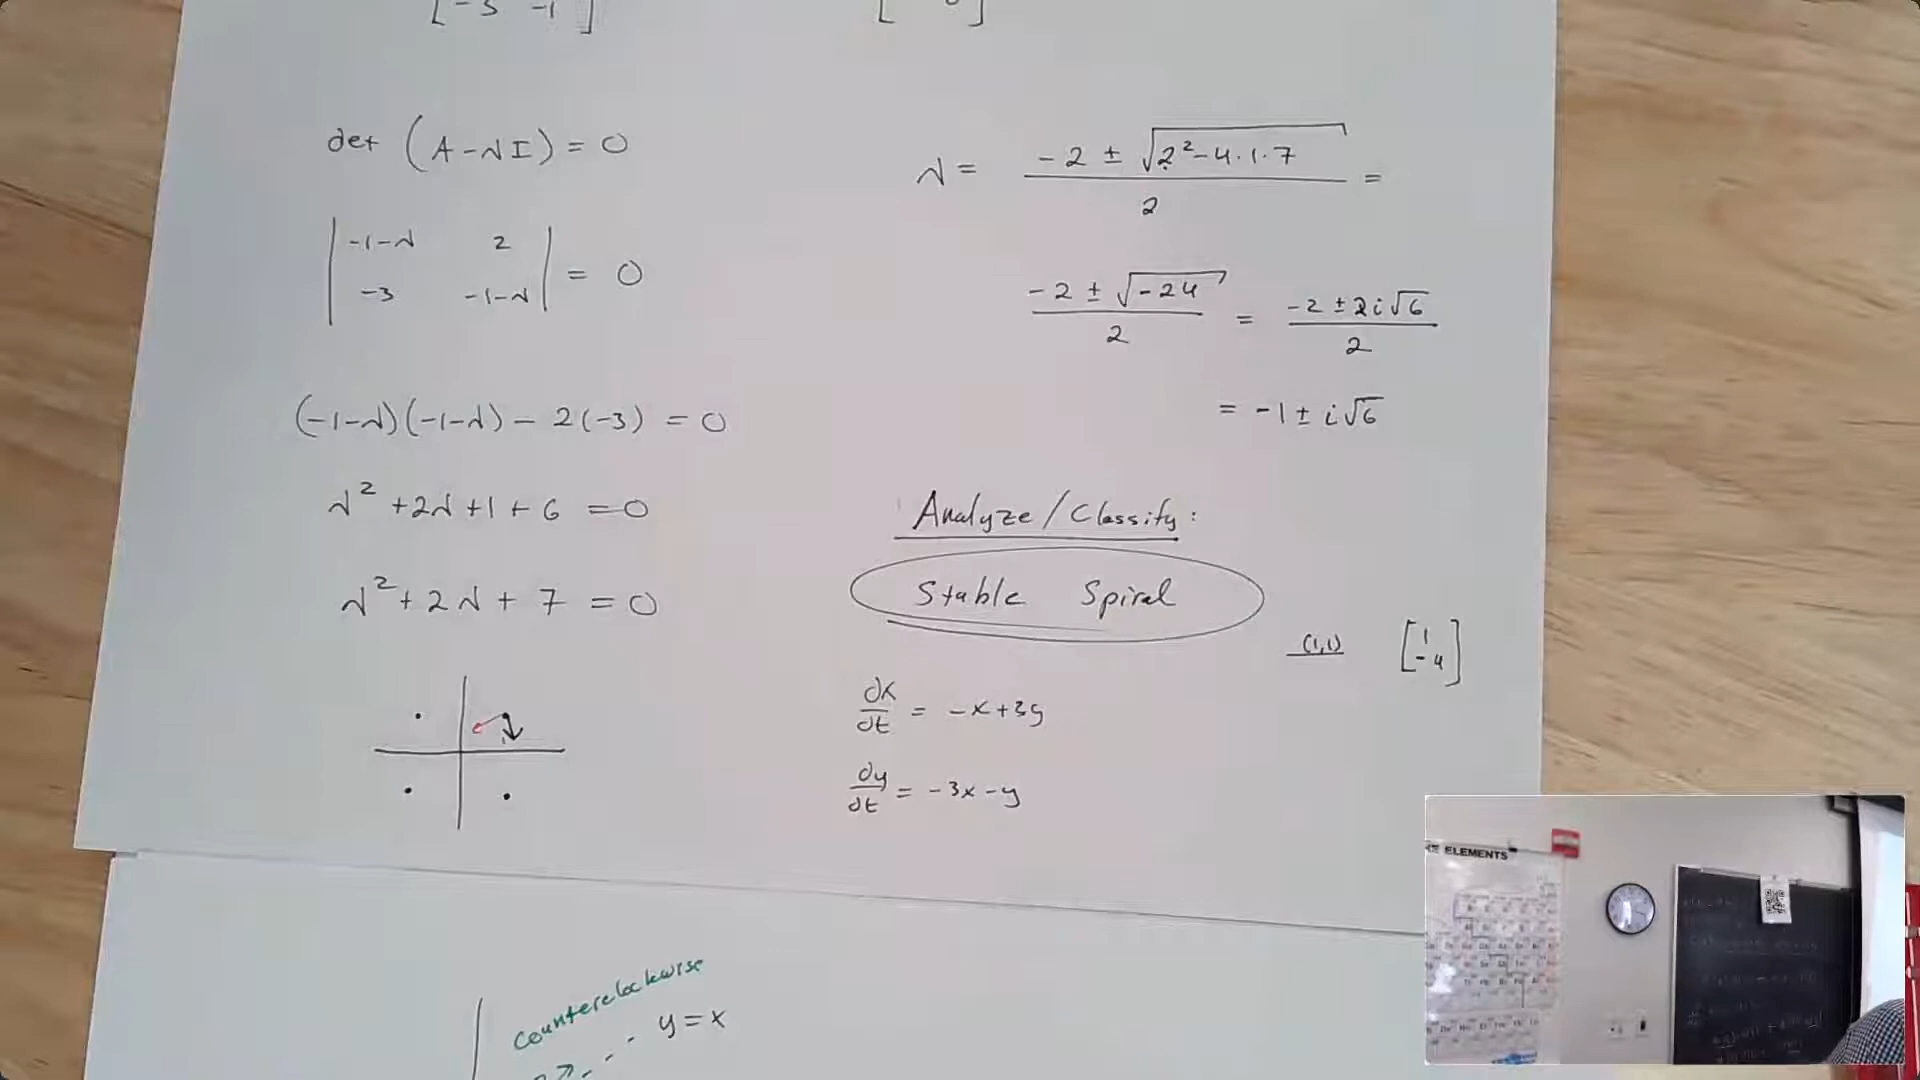 [-3 -1]
det (A-λI) = 0
|-1-λ 2|
|-3 -1-λ| = 0
(-1-λ)(-1-λ) - 2(-3) = 0
λ² + 2λ + 1 + 6 = 0
λ² + 2λ + 7 = 0
λ = (-2 ± √(2²-4·1·7))/2 =
(-2 ± √-24)/2 = (-2 ± 2i√6)/2
= -1 ± i√6
Analyze/Classify:
Stable Spiral
(1,1) [1 -4]
dx/dt = -x+3y
dy/dt = -3x-y
Counterclockwise
y = x
ELEMENTS